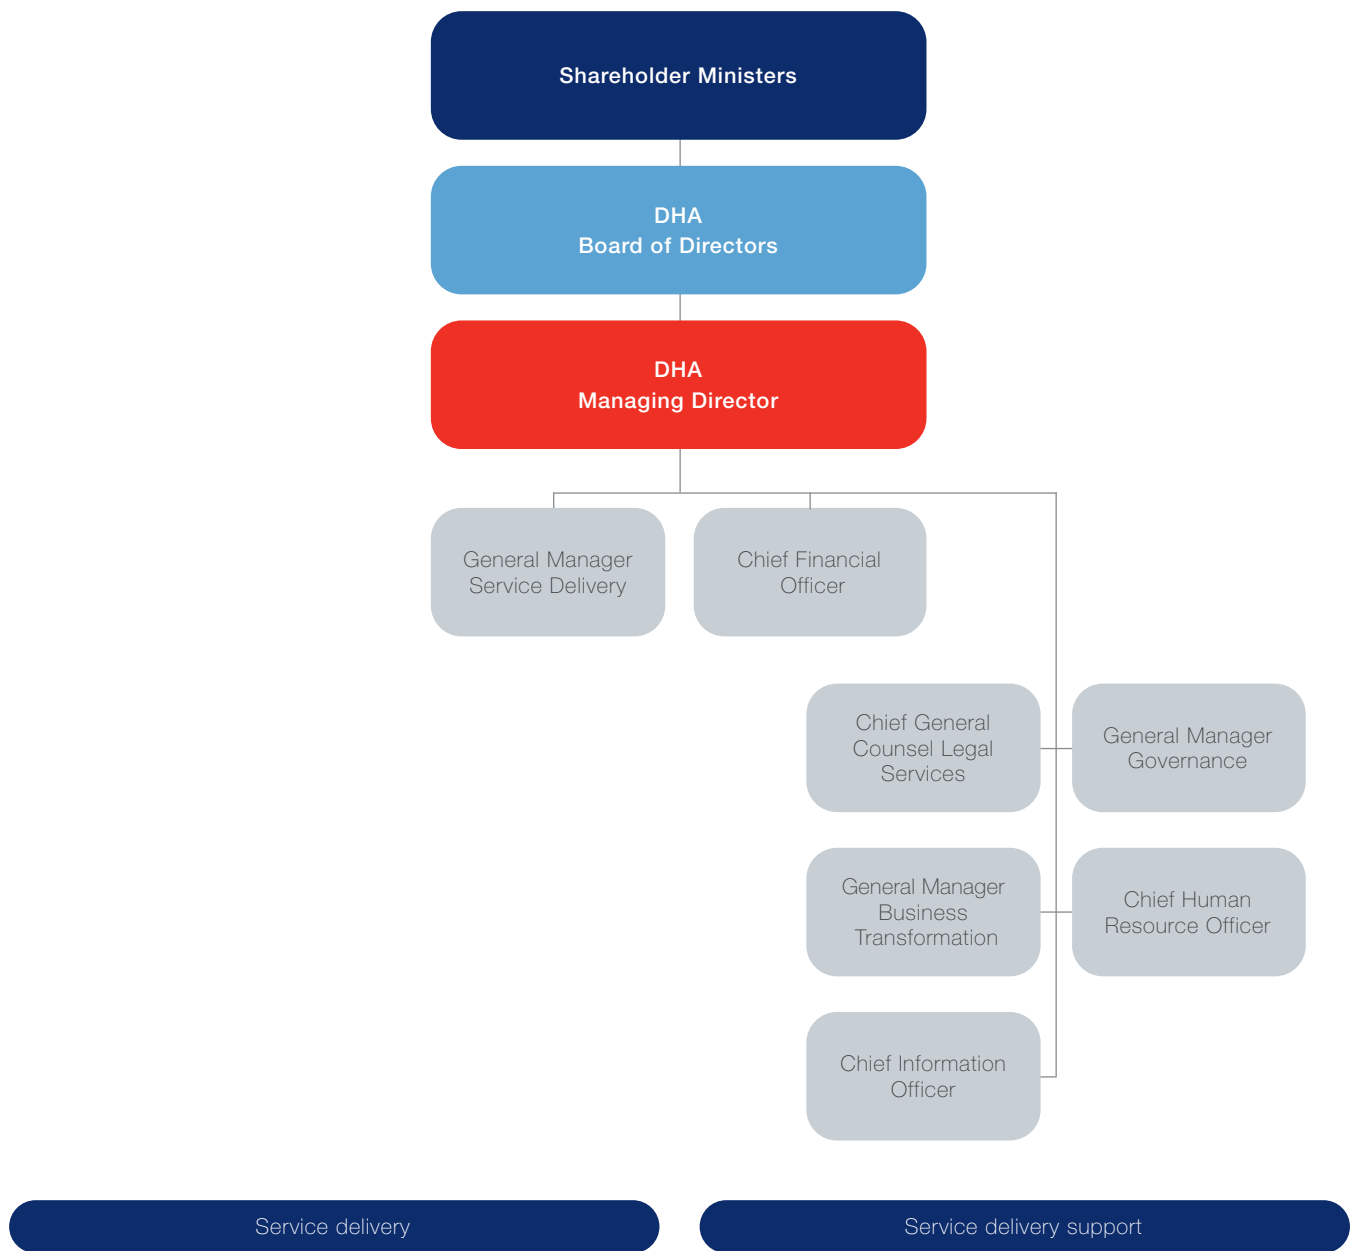 Shareholder Ministers
DHA
Board of Directors
DHA
Managing Director
General Manager
Service Delivery
Chief Financial
Officer
Chief General
Counsel Legal
Services
General Manager
Governance
General Manager
Business
Transformation
Chief Human
Resource Officer
Chief Information
Officer
Service delivery
Service delivery support